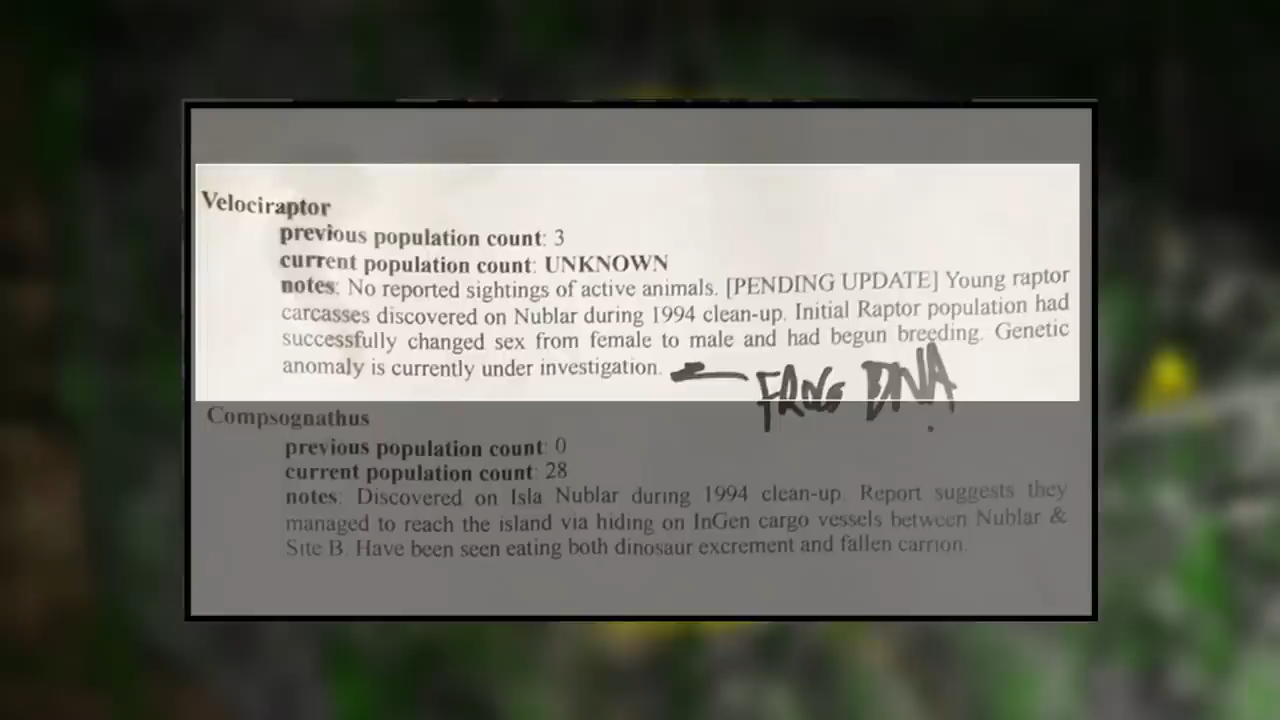 Velociraptor
previous population count: 3
current population count: UNKNOWN
notes: No reported sightings of active animals. [PENDING UPDATE] Young raptor
carcasses discovered on Nublar during 1994 clean-up. Initial Raptor population had
successfully changed sex from female to male and had begun breeding. Genetic
anomaly is currently under investigation.
FROG DNA
Compsognathus
previous population count: 0
current population count: 28
notes: Discovered on Isla Nublar during 1994 clean-up. Report suggests they
managed to reach the island via hiding on InGen cargo vessels between Nublar &
Site B. Have been seen eating both dinosaur excrement and fallen carrion.